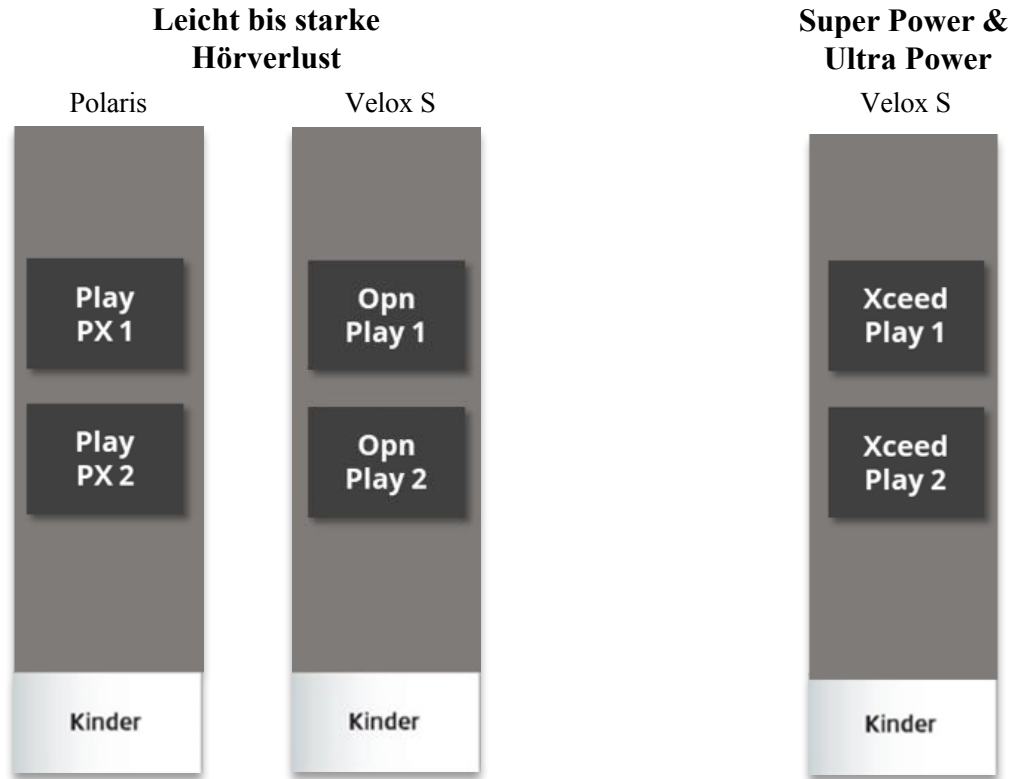 Leicht bis starke
Hörverlust
Super Power &
Ultra Power
Polaris
Velox S
Velox S
Play
PX 1
Opn
Play 1
Xceed
Play 1
Play
PX 2
Opn
Play 2
Xceed
Play 2
Kinder
Kinder
Kinder